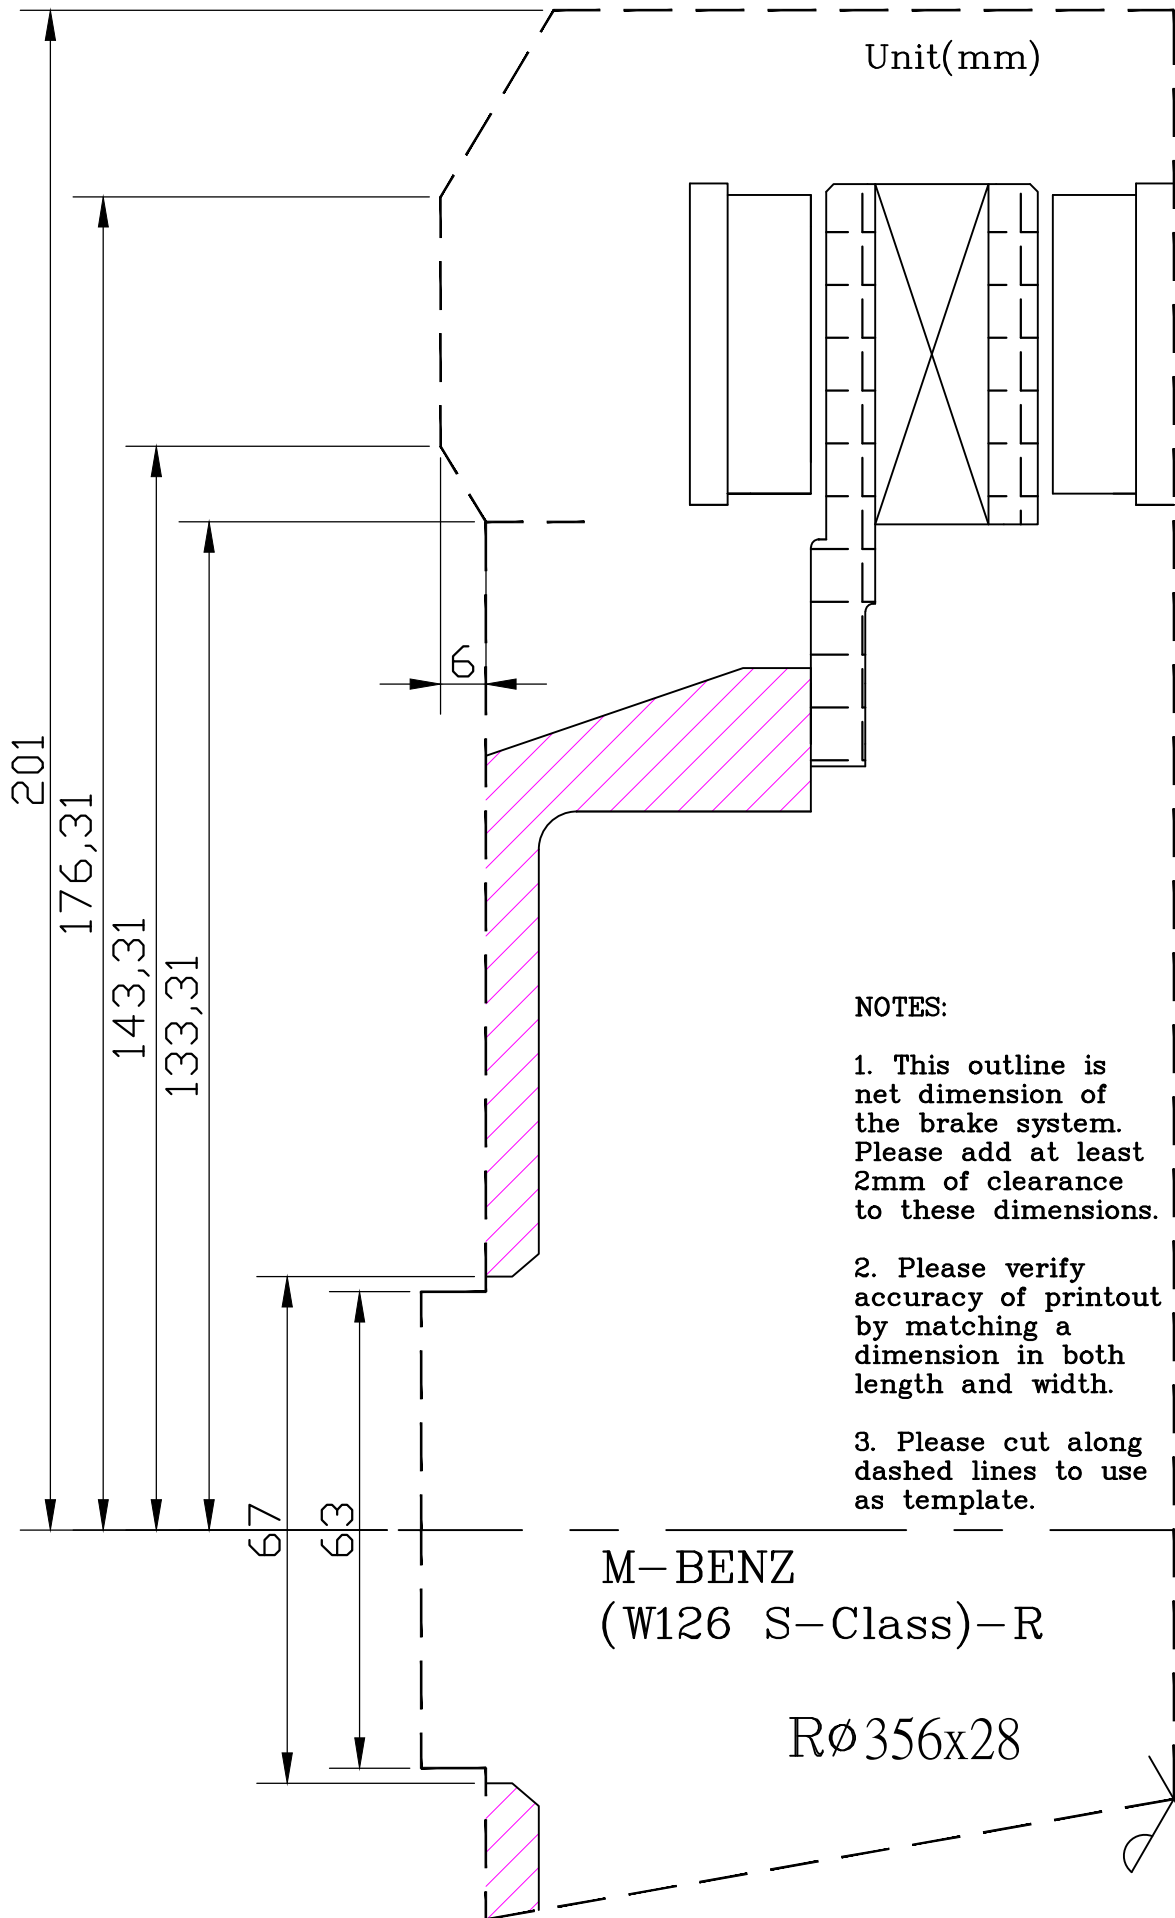 Unit(mm)
6
201
176,31
143,31
133,31
NOTES:
1. This outline is
net dimension of
the brake system.
Please add at least
2mm of clearance
to these dimensions.
2. Please verify
accuracy of printout
by matching a
dimension in both
length and width.
3. Please cut along
dashed lines to use
as template.
67
63
M-BENZ
(W126 S-Class)-R
RØ356x28